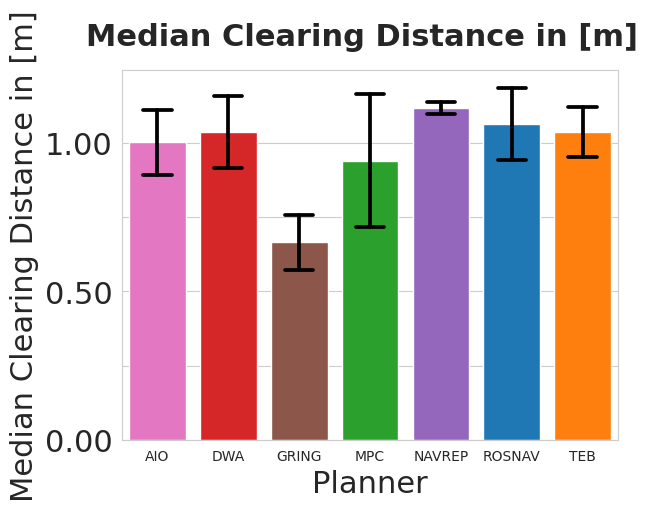 Median Clearing Distance in [m]
Median Clearing Distance in [m]
1.00
0.50
0.00
AIO DWA GRING MPC NAVREP ROSNAV TEB
Planner